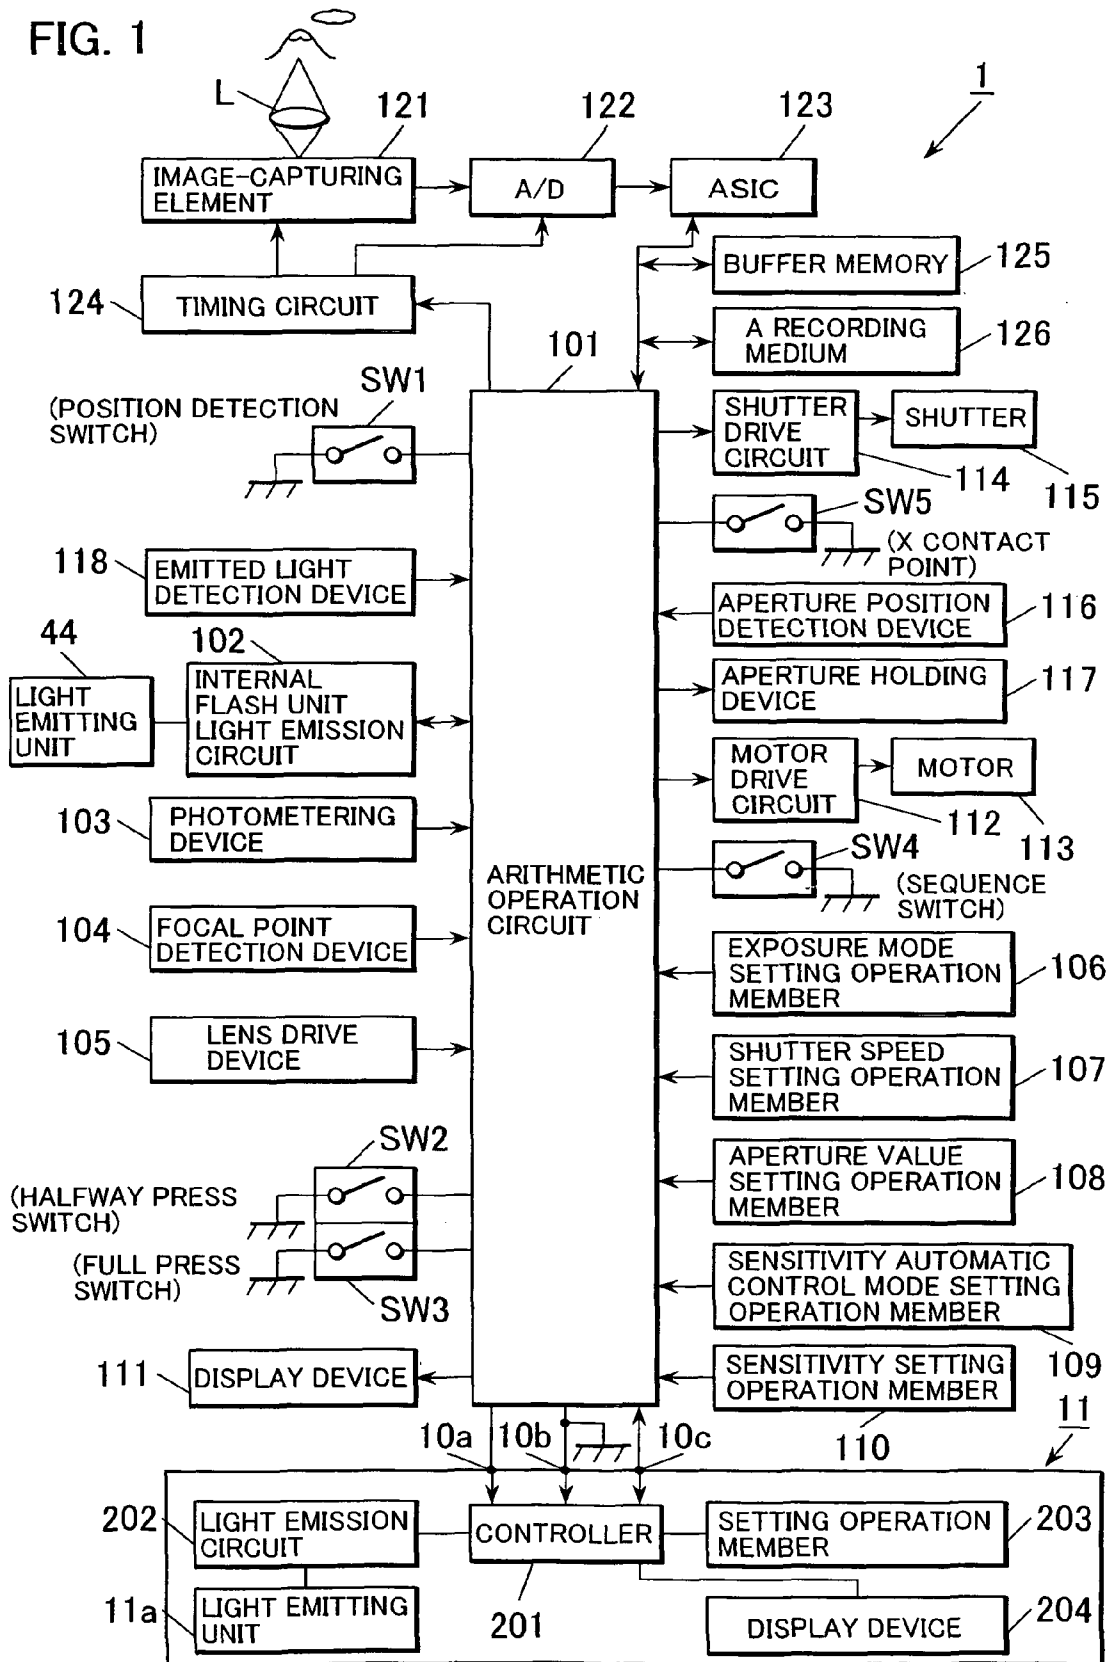 FIG. 1
L
121
122
123
1
IMAGE-CAPTURING
ELEMENT
A/D
ASIC
BUFFER MEMORY
125
124
TIMING CIRCUIT
A RECORDING
MEDIUM
126
101
SW1
(POSITION DETECTION
SWITCH)
SHUTTER
DRIVE
CIRCUIT
SHUTTER
114
115
SW5
(X CONTACT
POINT)
118
EMITTED LIGHT
DETECTION DEVICE
APERTURE POSITION
DETECTION DEVICE
116
44
102
LIGHT
EMITTING
UNIT
INTERNAL
FLASH UNIT
LIGHT EMISSION
CIRCUIT
APERTURE HOLDING
DEVICE
117
MOTOR
DRIVE
CIRCUIT
MOTOR
112
113
103
PHOTOMETERING
DEVICE
SW4
(SEQUENCE
SWITCH)
ARITHMETIC
OPERATION
CIRCUIT
104
FOCAL POINT
DETECTION DEVICE
EXPOSURE MODE
SETTING OPERATION
MEMBER
106
105
LENS DRIVE
DEVICE
SHUTTER SPEED
SETTING OPERATION
MEMBER
107
SW2
(HALFWAY PRESS
SWITCH)
APERTURE VALUE
SETTING OPERATION
MEMBER
108
(FULL PRESS
SWITCH)
SW3
SENSITIVITY AUTOMATIC
CONTROL MODE SETTING
OPERATION MEMBER
109
111
DISPLAY DEVICE
SENSITIVITY SETTING
OPERATION MEMBER
110
10a
10b
10c
11
202
LIGHT EMISSION
CIRCUIT
CONTROLLER
SETTING OPERATION
MEMBER
203
11a
LIGHT EMITTING
UNIT
201
DISPLAY DEVICE
204